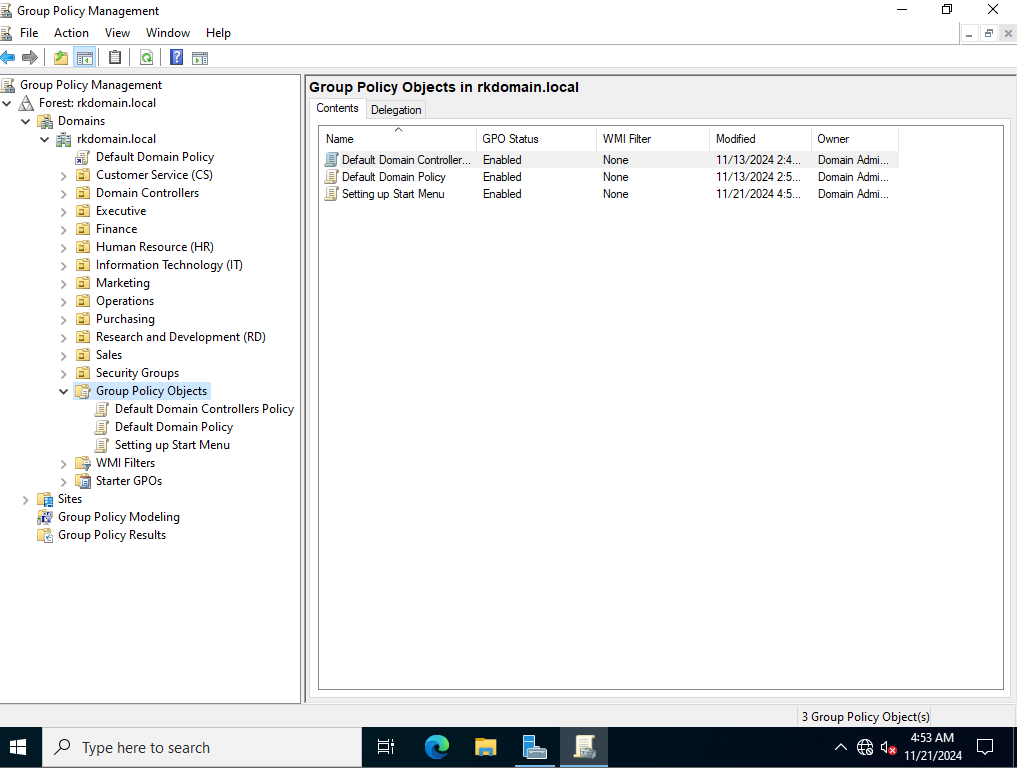 Group Policy Management
File Action View Window Help
Group Policy Management
Forest: rkdomain.local
Domains
rkdomain.local
Default Domain Policy
Customer Service (CS)
Domain Controllers
Executive
Finance
Human Resource (HR)
Information Technology (IT)
Marketing
Operations
Purchasing
Research and Development (RD)
Sales
Security Groups
Group Policy Objects
Default Domain Controllers Policy
Default Domain Policy
Setting up Start Menu
WMI Filters
Starter GPOs
Sites
Group Policy Modeling
Group Policy Results
Group Policy Objects in rkdomain.local
Contents Delegation
Name GPO Status WMI Filter Modified Owner
Default Domain Controller... Enabled None 11/13/2024 2:4... Domain Admi...
Default Domain Policy Enabled None 11/13/2024 2:5... Domain Admi...
Setting up Start Menu Enabled None 11/21/2024 4:5... Domain Admi...
3 Group Policy Object(s)
Type here to search
4:53 AM
11/21/2024